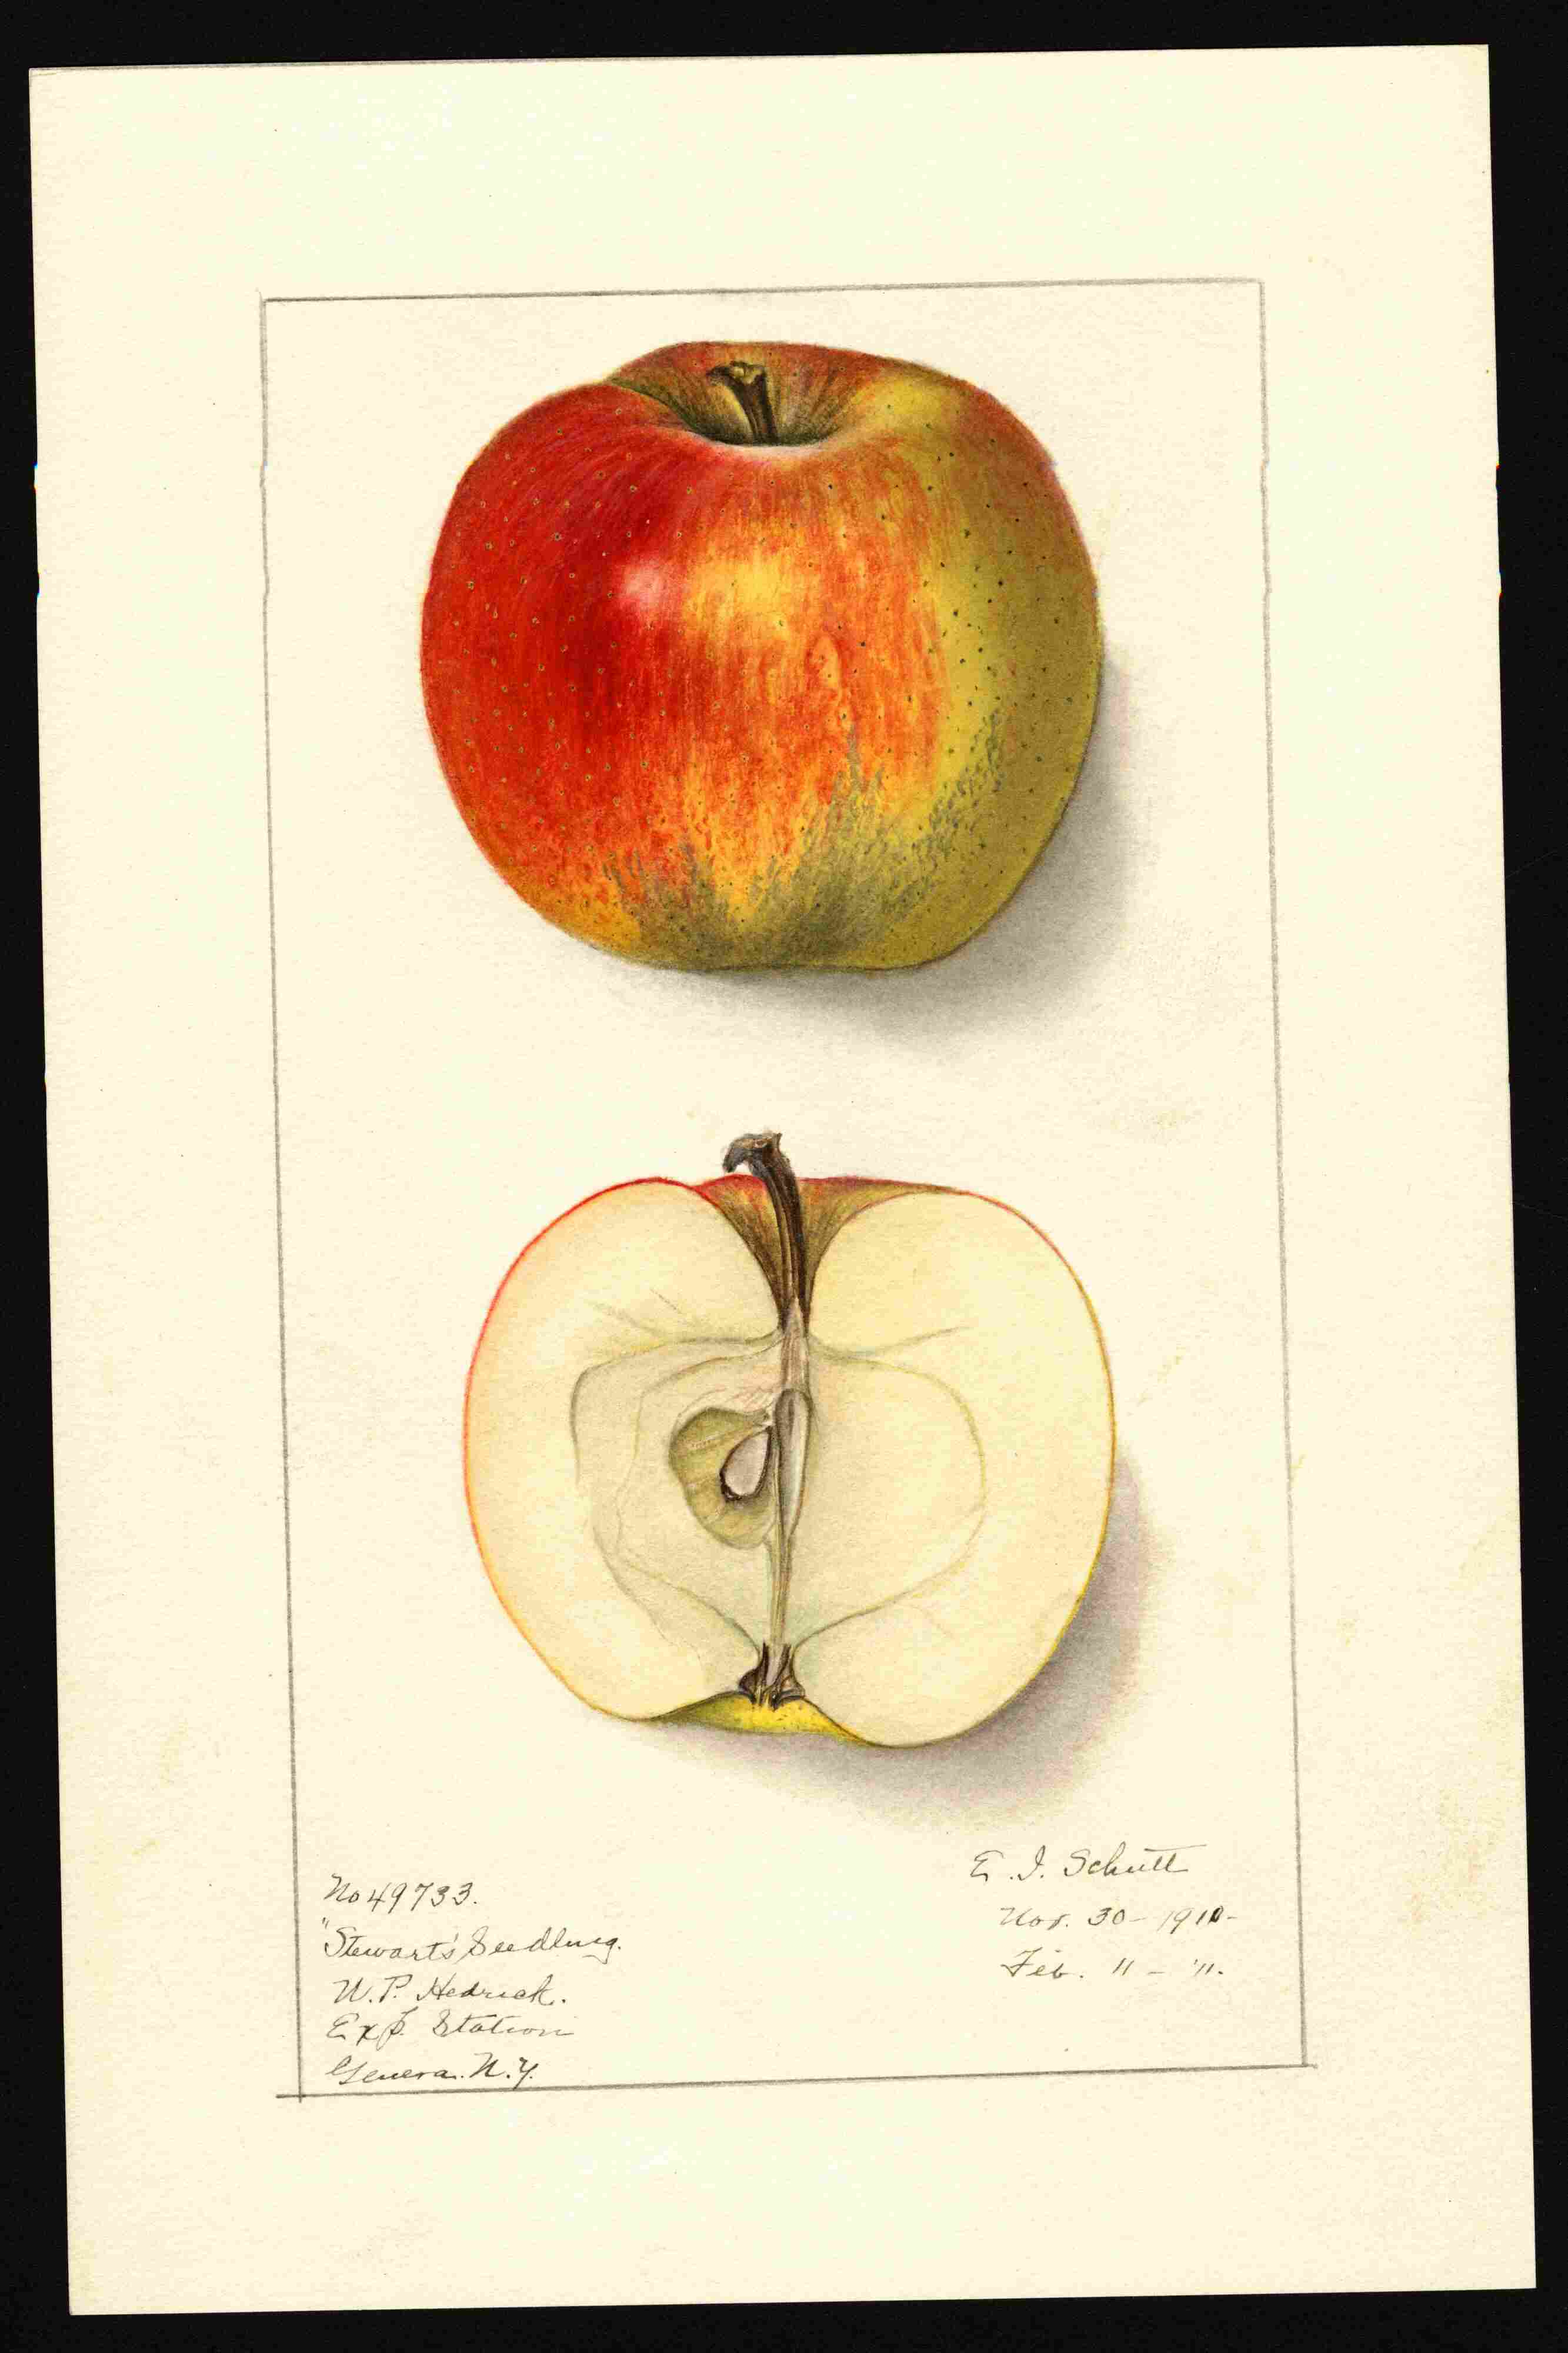 No 49733.
"Stewart's Seedling.
U.P. Hedrick.
Exp. Station
Geneva. N.Y.
E. I. Schutt
Nov. 30 - 1910 -
Feb. 11 - '11.